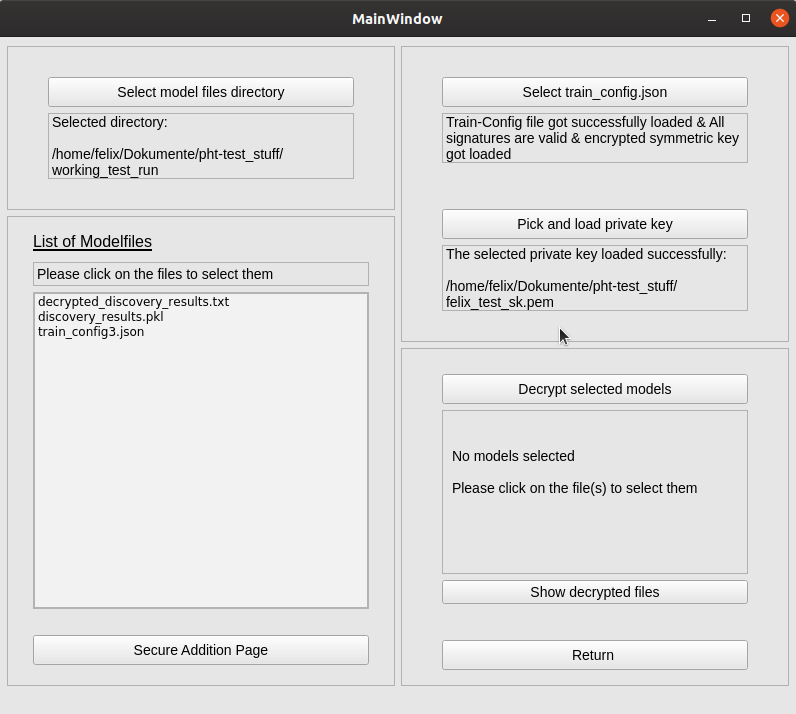 MainWindow
Select model files directory
Selected directory:
/home/felix/Dokumente/pht-test_stuff/
working_test_run
List of Modelfiles
Please click on the files to select them
decrypted_discovery_results.txt
discovery_results.pkl
train_config3.json
Secure Addition Page
Select train_config.json
Train-Config file got successfully loaded & All
signatures are valid & encrypted symmetric key
got loaded
Pick and load private key
The selected private key loaded successfully:
/home/felix/Dokumente/pht-test_stuff/
felix_test_sk.pem
Decrypt selected models
No models selected
Please click on the file(s) to select them
Show decrypted files
Return